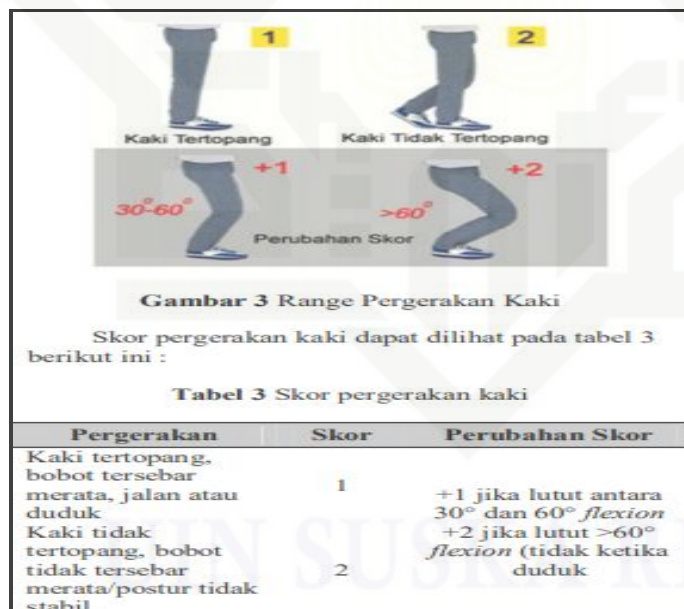 1
2
Kaki Tertopang
Kaki Tidak Tertopang
+1
+2
30°-60°
>60°
Perubahan Skor
Gambar 3 Range Pergerakan Kaki
Skor pergerakan kaki dapat dilihat pada tabel 3
berikut ini :
Tabel 3 Skor pergerakan kaki
Pergerakan Skor Perubahan Skor
Kaki tertopang,
bobot tersebar
merata, jalan atau
duduk
1
Kaki tidak
tertopang, bobot
tidak tersebar
merata/postur tidak
stabil
2
+1 jika lutut antara
30° dan 60° flexion
+2 jika lutut >60°
flexion (tidak ketika
duduk